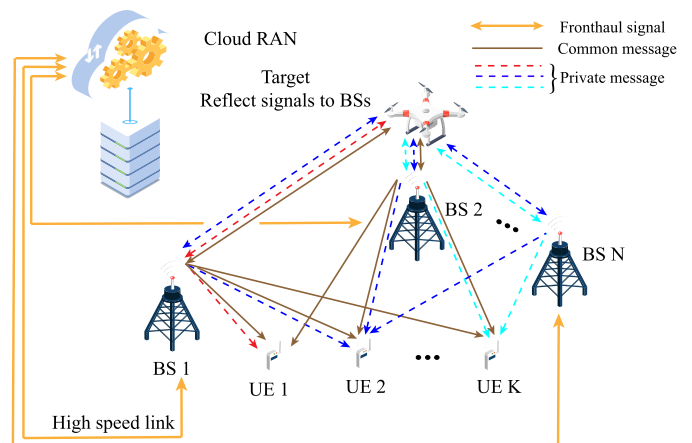 Cloud RAN
Fronthaul signal
Common message
Private message
Target
Reflect signals to BSs
BS 2
BS N
BS 1
UE 1
UE 2
UE K
High speed link